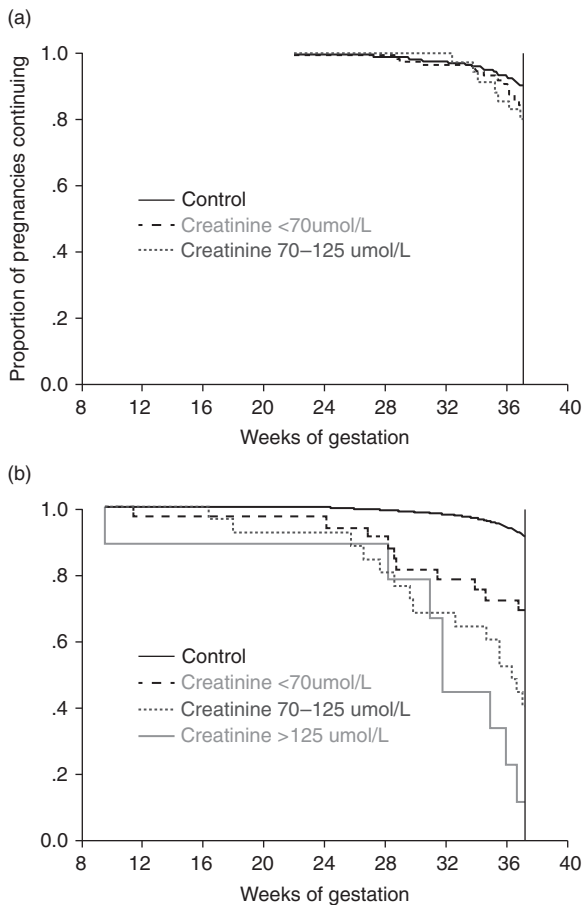 (a)
Proportion of pregnancies continuing
1.0
.8
.6
.4
.2
0.0
Control
Creatinine <70umol/L
Creatinine 70–125 umol/L
8 12 16 20 24 28 32 36 40
Weeks of gestation
(b)
1.0
.8
.6
.4
.2
0.0
Control
Creatinine <70umol/L
Creatinine 70–125 umol/L
Creatinine >125 umol/L
8 12 16 22 24 28 32 36 40
Weeks of gestation